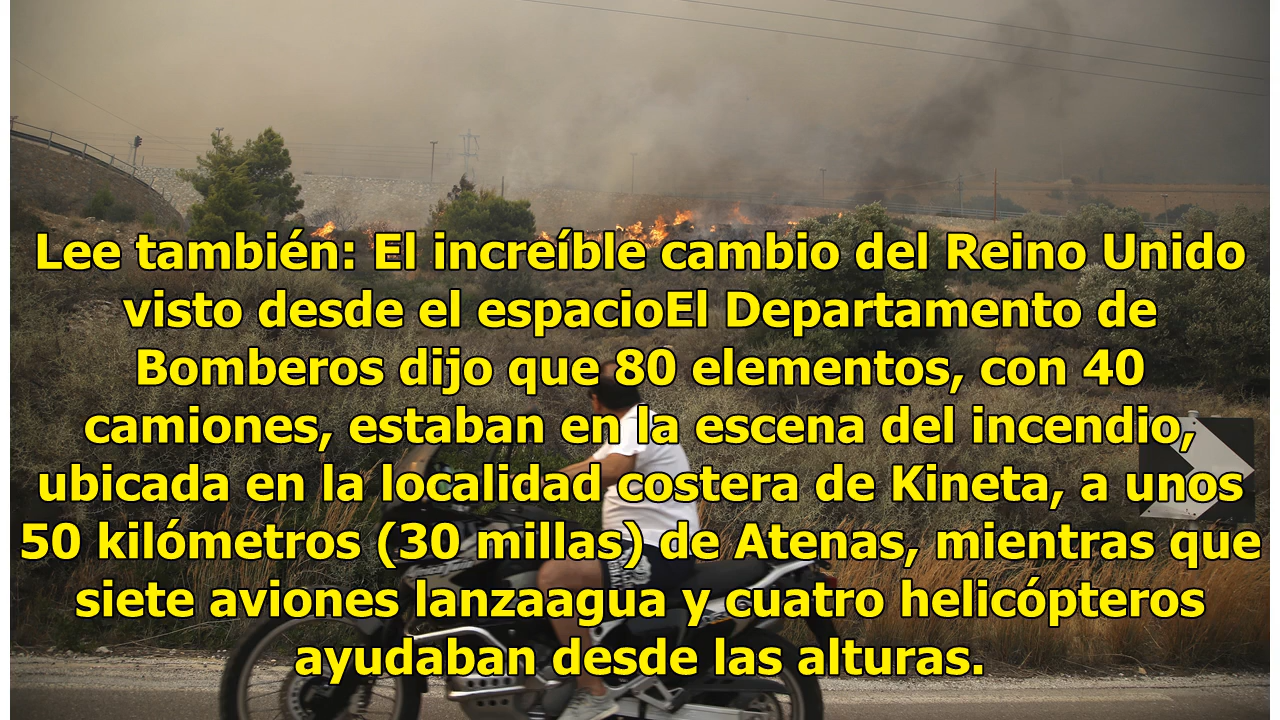 Lee también: El increíble cambio del Reino Unido
visto desde el espacioEl Departamento de
Bomberos dijo que 80 elementos, con 40
camiones, estaban en la escena del incendio,
ubicada en la localidad costera de Kineta, a unos
50 kilómetros (30 millas) de Atenas, mientras que
siete aviones lanzaagua y cuatro helicópteros
ayudaban desde las alturas.